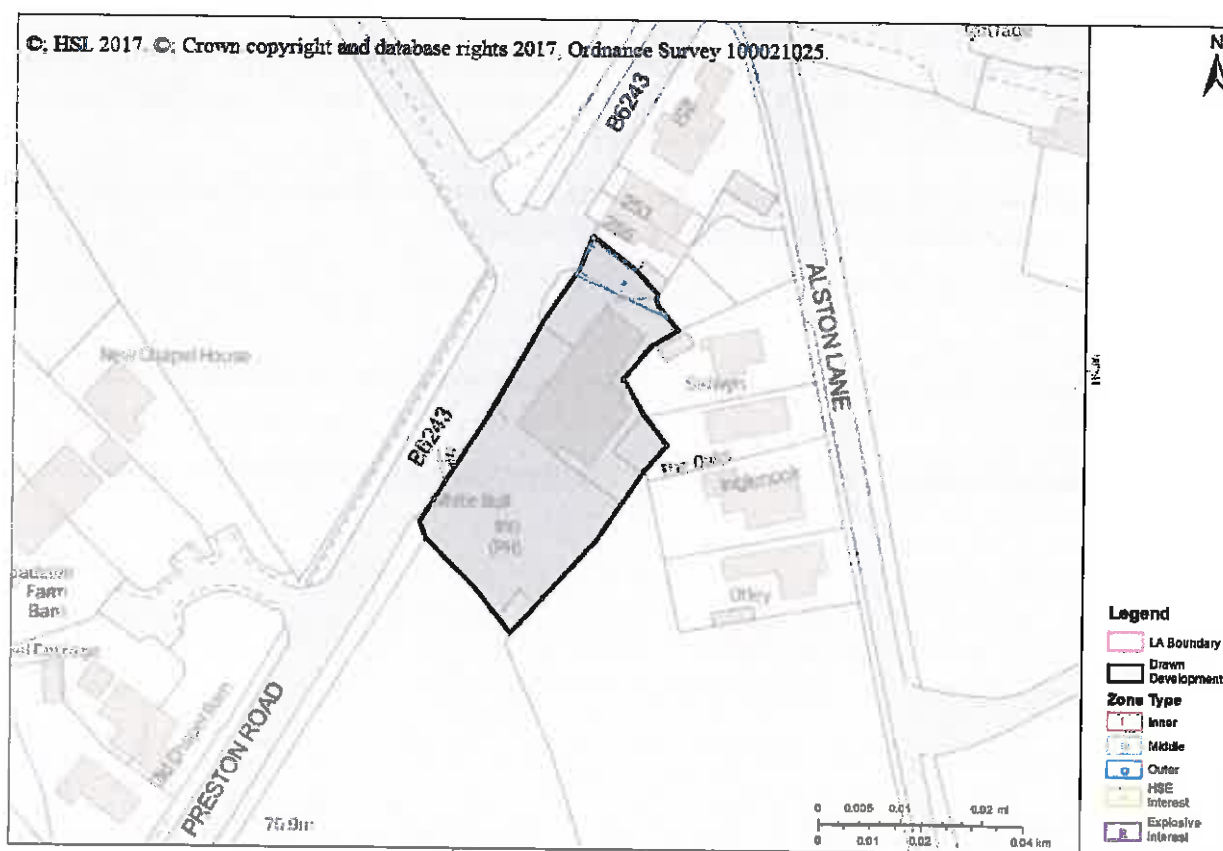 ©; HSL 2017. ©; Crown copyright and database rights 2017, Ordnance Survey 100021025.
N
B6243
ALSTON LANE
New Chapel House
B6243
White Bull
Inn
(PH)
Inglenook
Otley
Farm
PRESTON ROAD
Legend
LA Boundary
Drawn
Development
Zone Type
Inner
Middle
Outer
HSE
Interest
Explosive
Interest
0 0.005 0.01 0.02 mi
0 0.01 0.02 0.04 km